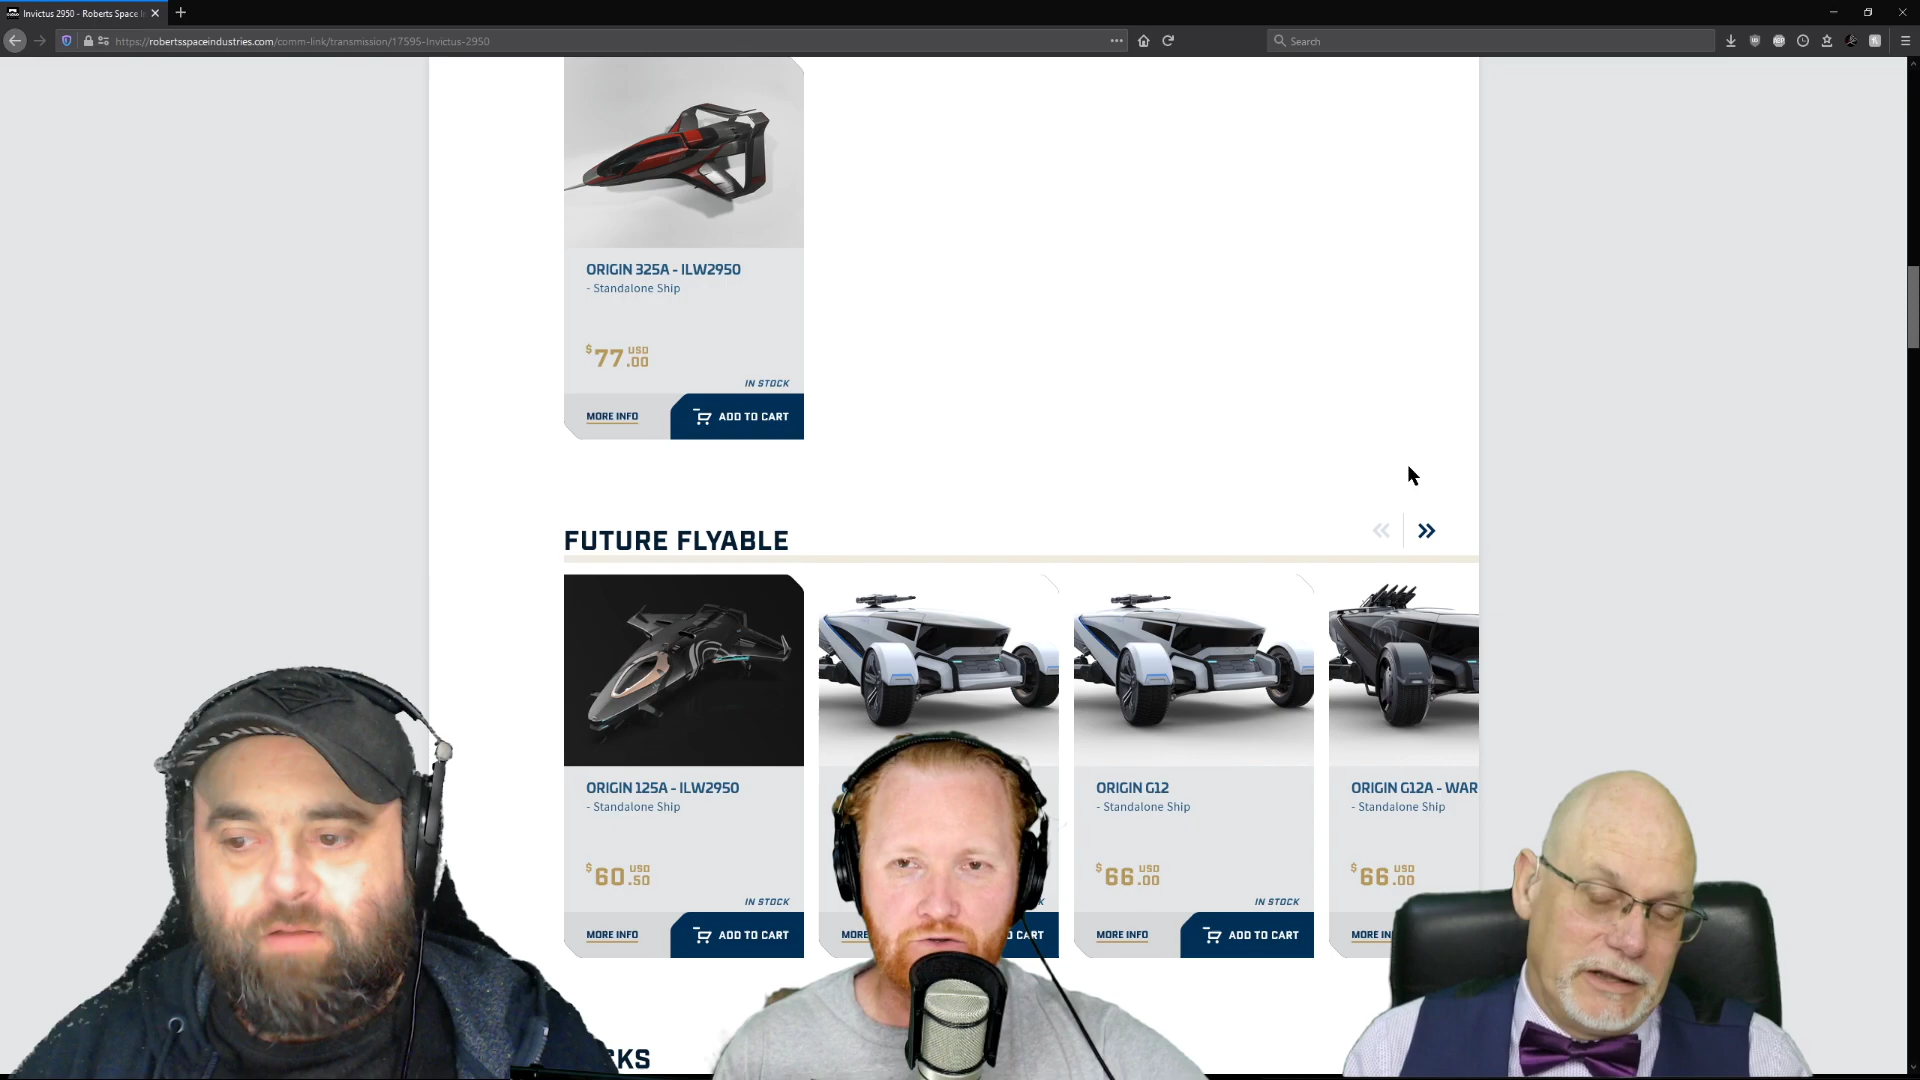 Invictus 2950 - Roberts Space I
https://robertsspaceindustries.com/comm-link/transmission/17595-Invictus-2950
Search
ORIGIN 325A - ILW2950
- Standalone Ship
$77.00 USD
IN STOCK
MORE INFO
ADD TO CART
FUTURE FLYABLE
ORIGIN 125A - ILW2950
- Standalone Ship
$60.50 USD
IN STOCK
MORE INFO
ADD TO CART
MORE
CART
ORIGIN G12
- Standalone Ship
$66.00 USD
IN STOCK
MORE INFO
ADD TO CART
ORIGIN G12A - WAR
- Standalone Ship
$66.00 USD
MORE IN
CKS